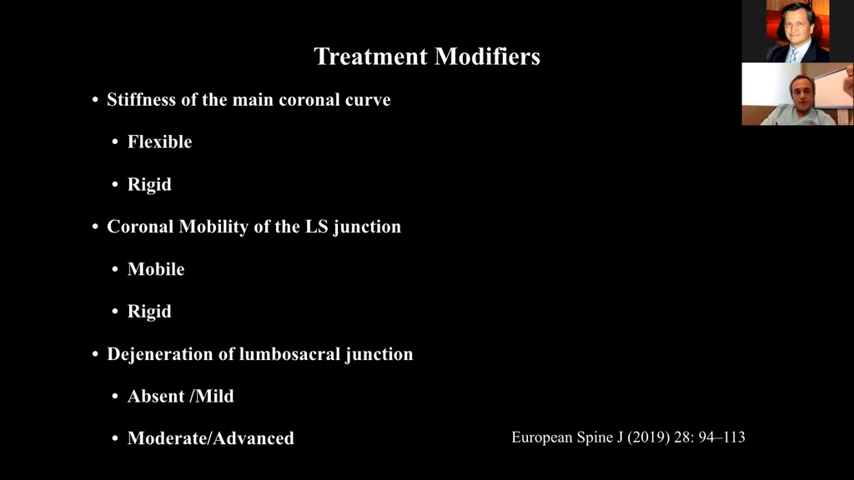 Treatment Modifiers
• Stiffness of the main coronal curve
• Flexible
• Rigid
• Coronal Mobility of the LS junction
• Mobile
• Rigid
• Dejeneration of lumbosacral junction
• Absent /Mild
• Moderate/Advanced
European Spine J (2019) 28: 94–113